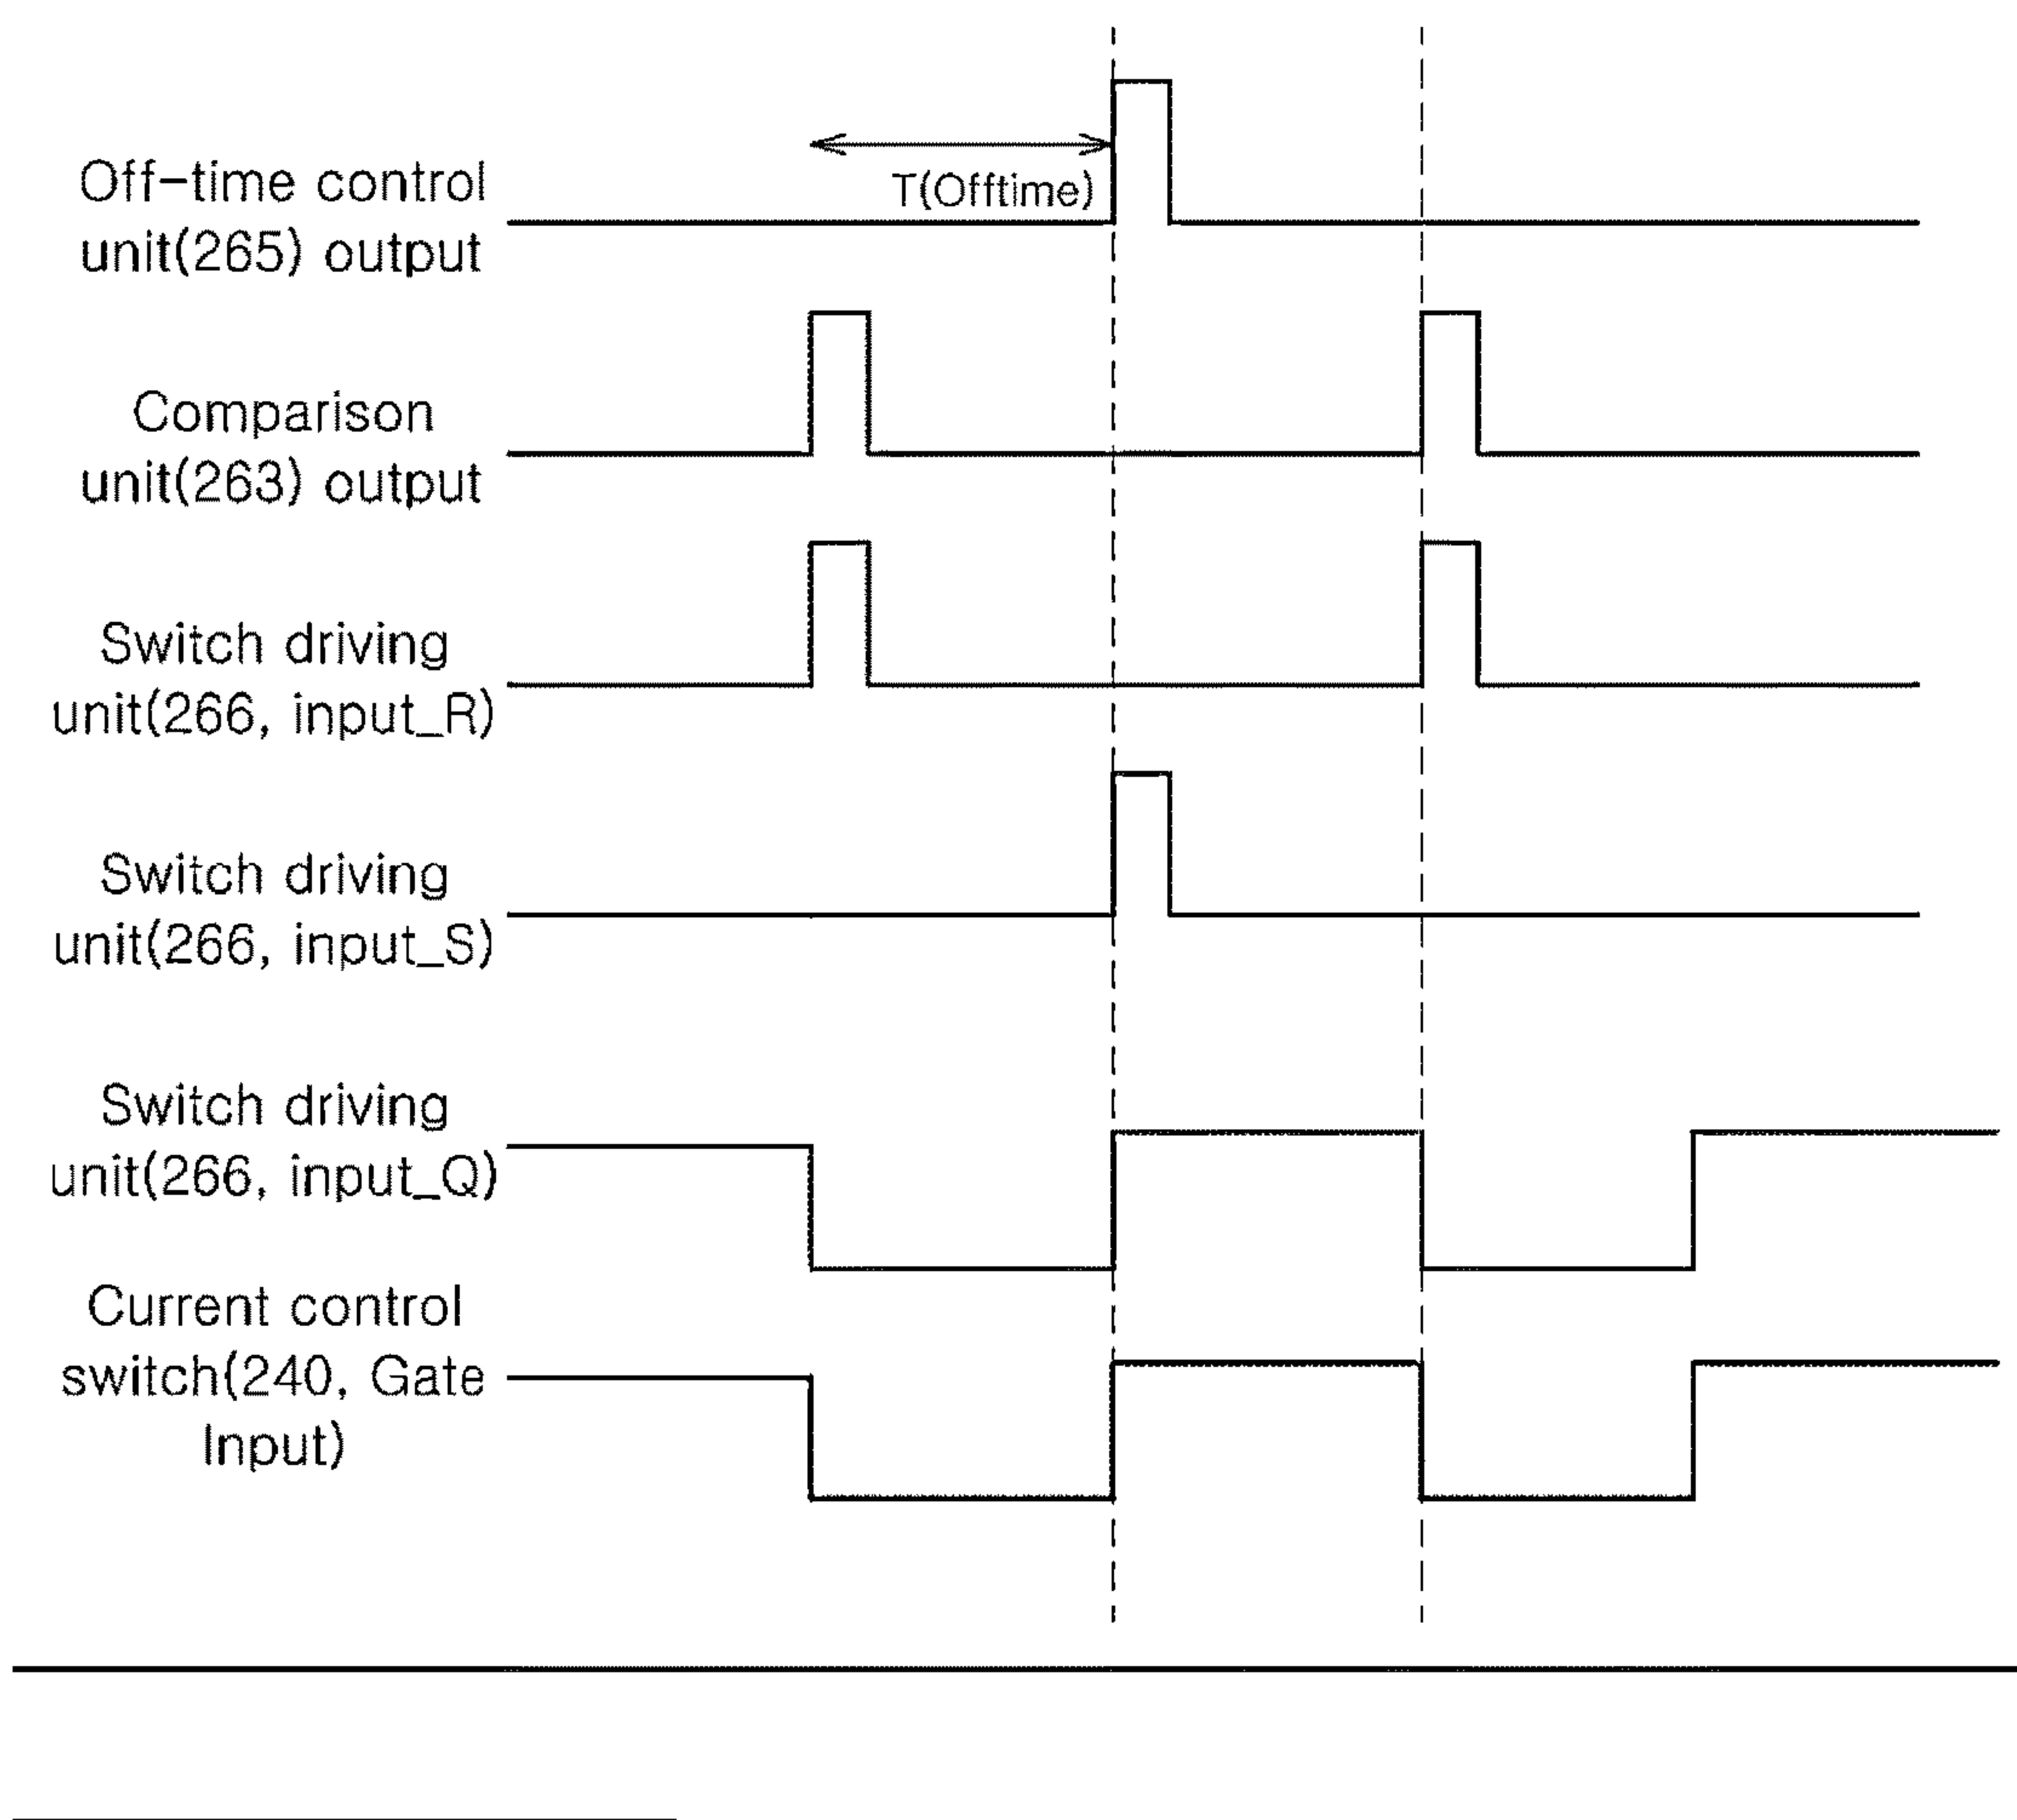 Off-time control
unit(265) output
T(Offtime)
Comparison
unit(263) output
Switch driving
unit(266, input_R)
Switch driving
unit(266, input_S)
Switch driving
unit(266, input_Q)
Current control
switch(240, Gate
Input)